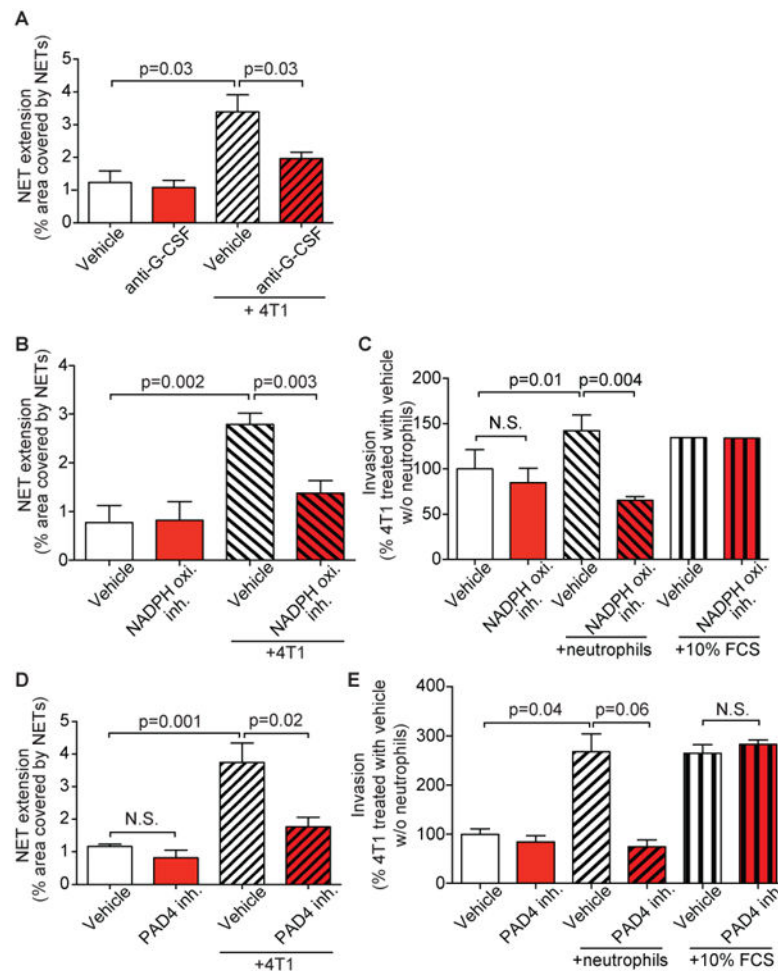 A
NET extension
(% area covered by NETs)
5
4
3
2
1
0
p=0.03
p=0.03
Vehicle
anti-G-CSF
Vehicle
anti-G-CSF
+ 4T1
B
NET extension
(% area covered by NETs)
4
3
2
1
0
p=0.002
p=0.003
Vehicle
NADPH oxi.
inh.
Vehicle
NADPH oxi.
inh.
+4T1
C
Invasion
(% 4T1 treated with vehicle
w/o neutrophils)
200
150
100
50
0
p=0.01
p=0.004
N.S.
Vehicle
NADPH oxi.
inh.
Vehicle
NADPH oxi.
inh.
Vehicle
NADPH oxi.
inh.
+neutrophils
+10% FCS
D
NET extension
(% area covered by NETs)
5
4
3
2
1
0
p=0.001
p=0.02
N.S.
Vehicle
PAD4 inh.
Vehicle
PAD4 inh.
+4T1
E
Invasion
(% 4T1 treated with vehicle
w/o neutrophils)
400
300
200
100
0
p=0.04
p=0.06
N.S.
Vehicle
PAD4 inh.
Vehicle
PAD4 inh.
Vehicle
PAD4 inh.
+neutrophils
+10% FCS